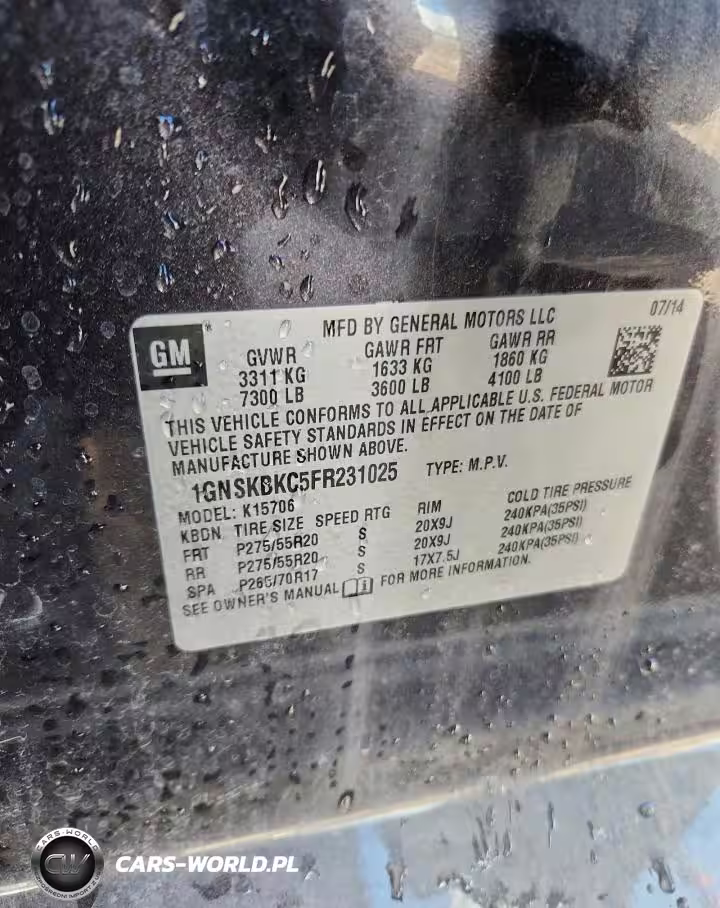 GM
MFD BY GENERAL MOTORS LLC 07/14
GVWR GAWR FRT GAWR RR
3311 KG 1633 KG 1860 KG
7300 LB 3600 LB 4100 LB
THIS VEHICLE CONFORMS TO ALL APPLICABLE U.S. FEDERAL MOTOR
VEHICLE SAFETY STANDARDS IN EFFECT ON THE DATE OF
MANUFACTURE SHOWN ABOVE.
1GNSKBKC5FR231025 TYPE: M.P.V.
MODEL: K15706
KBDN TIRE SIZE SPEED RTG RIM COLD TIRE PRESSURE
FRT P275/55R20 S 20X9J 240KPA(35PSI)
RR P275/55R20 S 20X9J 240KPA(35PSI)
SPA P265/70R17 S 17X7.5J 240KPA(35PSI)
SEE OWNER'S MANUAL FOR MORE INFORMATION.
CARS-WORLD
CW
CARS-WORLD.PL